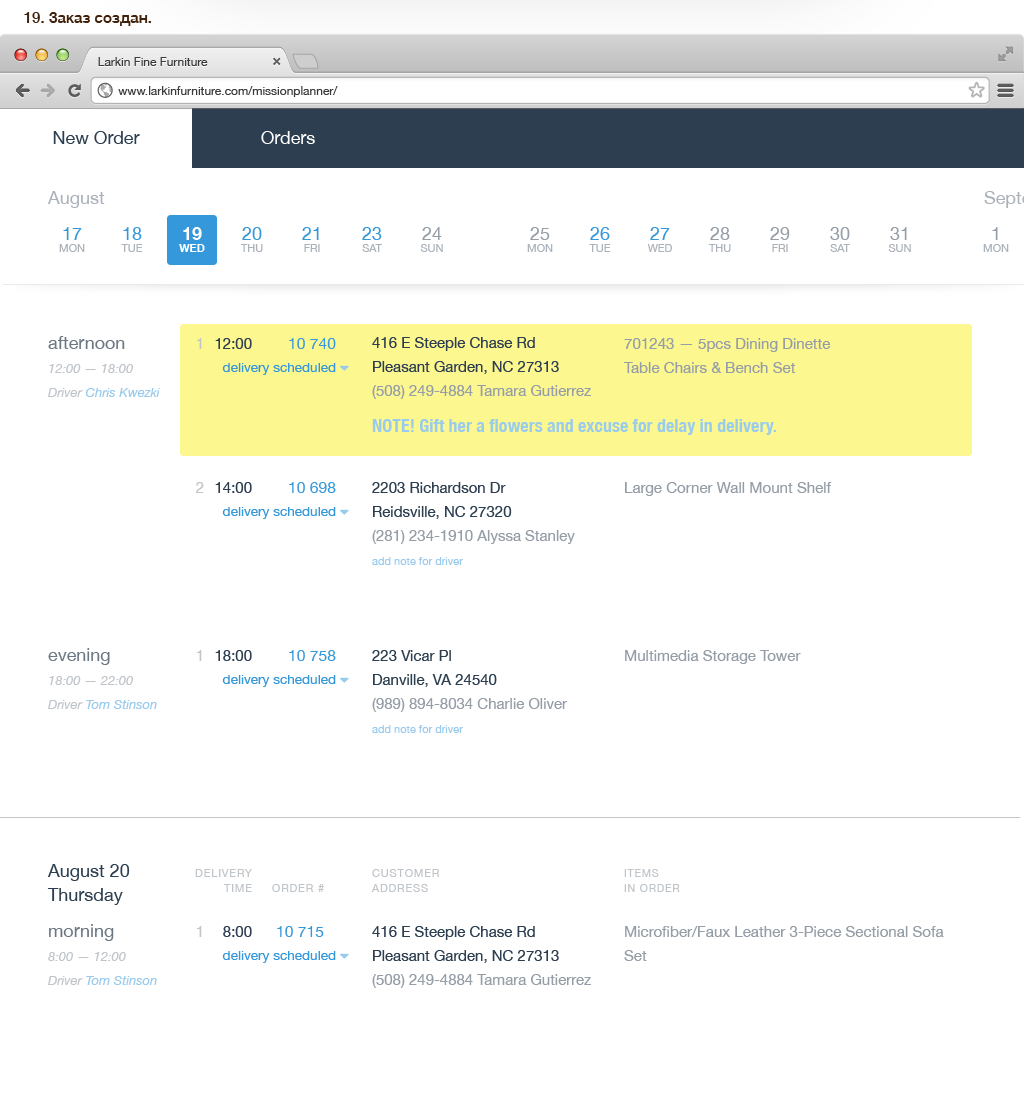 19. Заказ создан.
Larkin Fine Furniture ×
www.larkinfurniture.com/missionplanner/
New Order Orders
August Sept
17 18 19 20 21 23 24 25 26 27 28 29 30 31 1
MON TUE WED THU FRI SAT SUN MON TUE WED THU FRI SAT SUN MON
afternoon 1 12:00 10 740 416 E Steeple Chase Rd 701243 — 5pcs Dining Dinette
12:00 — 18:00 delivery scheduled Pleasant Garden, NC 27313 Table Chairs & Bench Set
Driver Chris Kwezki (508) 249-4884 Tamara Gutierrez
NOTE! Gift her a flowers and excuse for delay in delivery.
2 14:00 10 698 2203 Richardson Dr Large Corner Wall Mount Shelf
delivery scheduled Reidsville, NC 27320
(281) 234-1910 Alyssa Stanley
add note for driver
evening 1 18:00 10 758 223 Vicar Pl Multimedia Storage Tower
18:00 — 22:00 delivery scheduled Danville, VA 24540
Driver Tom Stinson (989) 894-8034 Charlie Oliver
add note for driver
August 20 DELIVERY CUSTOMER ITEMS
Thursday TIME ORDER # ADDRESS IN ORDER
morning 1 8:00 10 715 416 E Steeple Chase Rd Microfiber/Faux Leather 3-Piece Sectional Sofa
8:00 — 12:00 delivery scheduled Pleasant Garden, NC 27313 Set
Driver Tom Stinson (508) 249-4884 Tamara Gutierrez